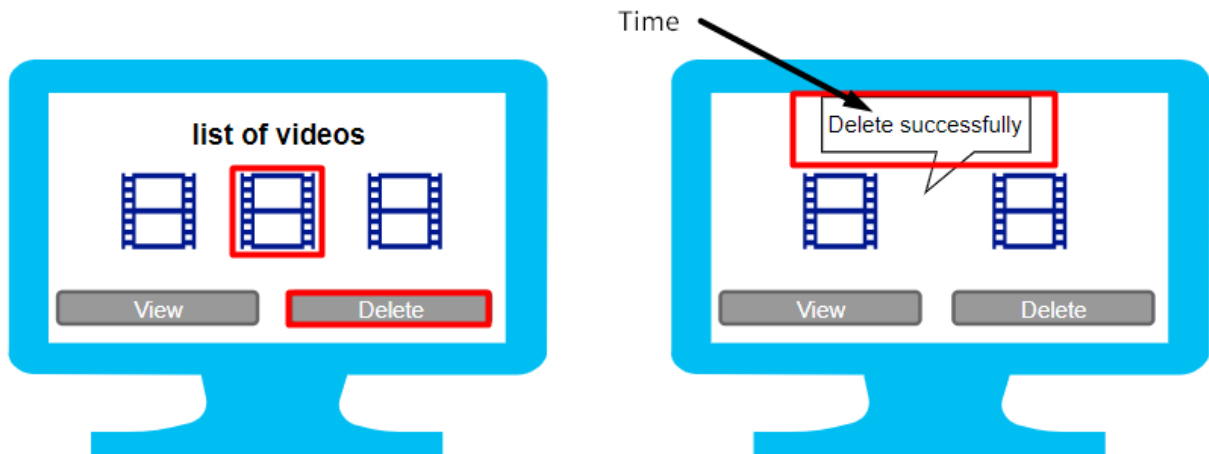 Time
list of videos
View
Delete
Delete successfully
View
Delete